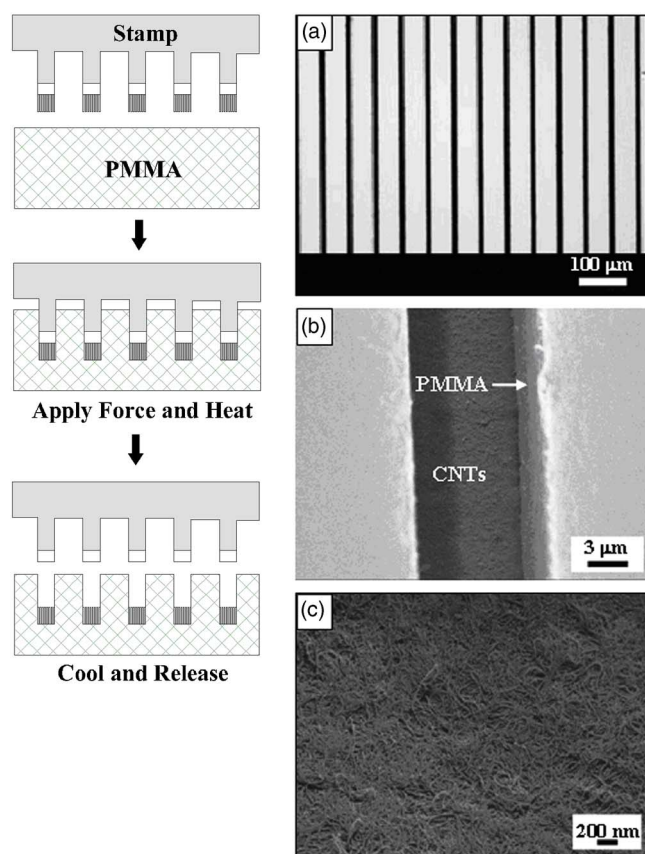 Stamp
PMMA
Apply Force and Heat
Cool and Release
(a)
100 μm
(b)
PMMA
CNTs
3 μm
(c)
200 nm